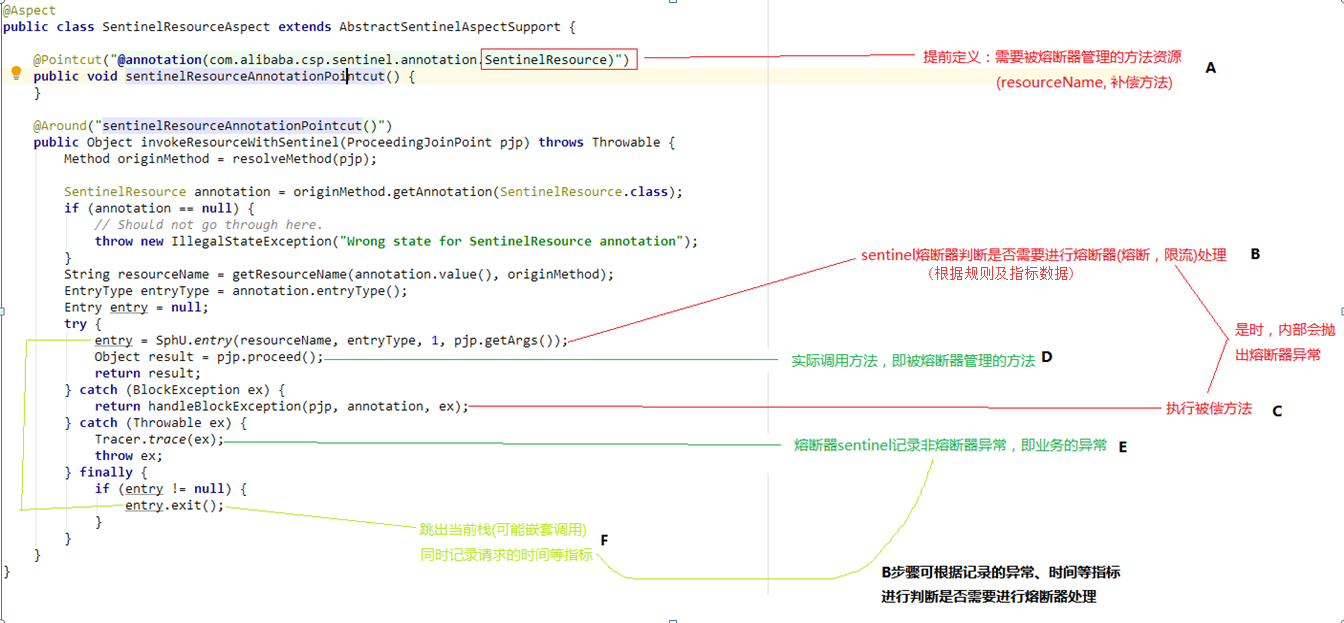 @Aspect
public class SentinelResourceAspect extends AbstractSentinelAspectSupport {
@Pointcut("@annotation(com.alibaba.csp.sentinel.annotation.SentinelResource)")
提前定义：需要被熔断器管理的方法资源
A
public void sentinelResourceAnnotationPointcut() {
(resourceName, 补偿方法)
}
@Around("sentinelResourceAnnotationPointcut()")
public Object invokeResourceWithSentinel(ProceedingJoinPoint pjp) throws Throwable {
Method originMethod = resolveMethod(pjp);
SentinelResource annotation = originMethod.getAnnotation(SentinelResource.class);
if (annotation == null) {
// Should not go through here.
throw new IllegalStateException("Wrong state for SentinelResource annotation");
}
sentinel熔断器判断是否需要进行熔断器(熔断，限流)处理
B
(根据规则及指标数据)
String resourceName = getResourceName(annotation.value(), originMethod);
EntryType entryType = annotation.entryType();
Entry entry = null;
try {
是时，内部会抛
出熔断器异常
entry = SphU.entry(resourceName, entryType, 1, pjp.getArgs());
Object result = pjp.proceed();
实际调用方法，即被熔断器管理的方法
D
return result;
} catch (BlockException ex) {
return handleBlockException(pjp, annotation, ex);
执行被偿方法
C
} catch (Throwable ex) {
Tracer.trace(ex);
熔断器sentinel记录非熔断器异常，即业务的异常
E
throw ex;
} finally {
if (entry != null) {
entry.exit();
}
}
}
}
跳出当前栈(可能嵌套调用)
F
同时记录请求的时间等指标
B步骤可根据记录的异常、时间等指标
进行判断是否需要进行熔断器处理